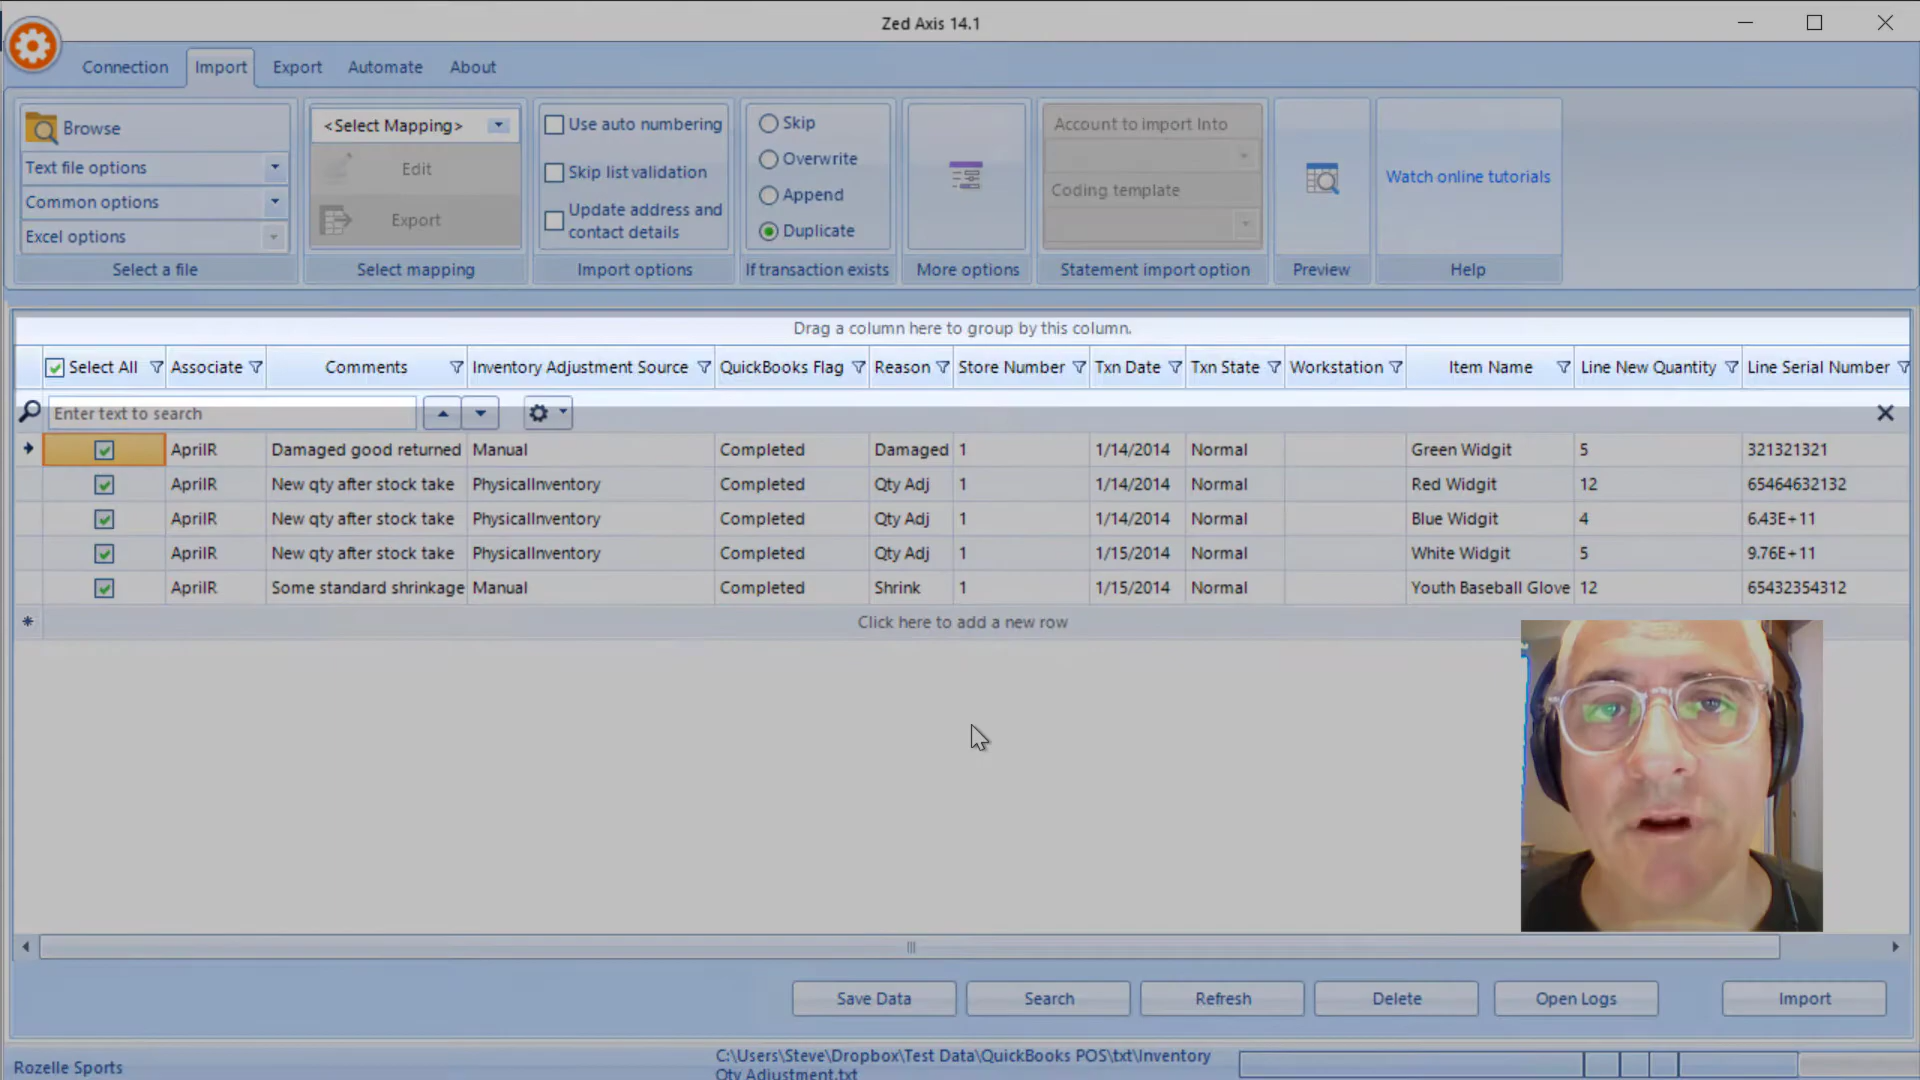 Zed Axis 14.1
Connection Import Export Automate About
Browse
Text file options
Common options
Excel options
Select a file
<Select Mapping>
Edit
Export
Select mapping
Use auto numbering
Skip list validation
Update address and
contact details
Import options
Skip
Overwrite
Append
Duplicate
If transaction exists
More options
Account to import Into
Coding template
Statement import option
Preview
Watch online tutorials
Help
Drag a column here to group by this column.
Select All Associate Comments Inventory Adjustment Source QuickBooks Flag Reason Store Number Txn Date Txn State Workstation Item Name Line New Quantity Line Serial Number
Enter text to search
AprilR Damaged good returned Manual Completed Damaged 1 1/14/2014 Normal Green Widgit 5 321321321
AprilR New qty after stock take PhysicalInventory Completed Qty Adj 1 1/14/2014 Normal Red Widgit 12 65464632132
AprilR New qty after stock take PhysicalInventory Completed Qty Adj 1 1/14/2014 Normal Blue Widgit 4 6.43E+11
AprilR New qty after stock take PhysicalInventory Completed Qty Adj 1 1/15/2014 Normal White Widgit 5 9.76E+11
AprilR Some standard shrinkage Manual Completed Shrink 1 1/15/2014 Normal Youth Baseball Glove 12 65432354312
Click here to add a new row
Save Data Search Refresh Delete Open Logs Import
Rozelle Sports
C:\Users\Steve\Dropbox\Test Data\QuickBooks POS\txt\Inventory
Qty Adjustment.txt